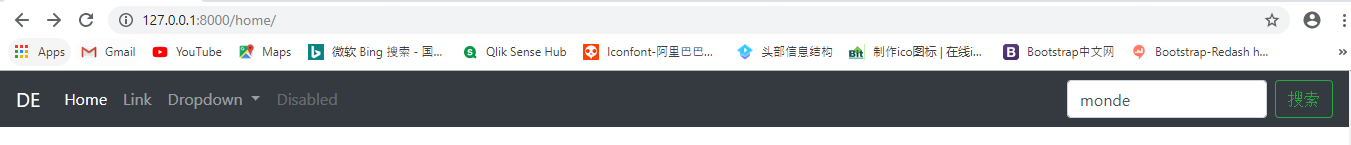 127.0.0.1:8000/home/
Apps Gmail YouTube Maps 微软 Bing 搜索 - 国... Qlik Sense Hub Iconfont-阿里巴巴... 头部信息结构 Bit 制作ico图标 | 在线i... B Bootstrap中文网 Bootstrap-Redash h... »
DE Home Link Dropdown Disabled monde 搜索